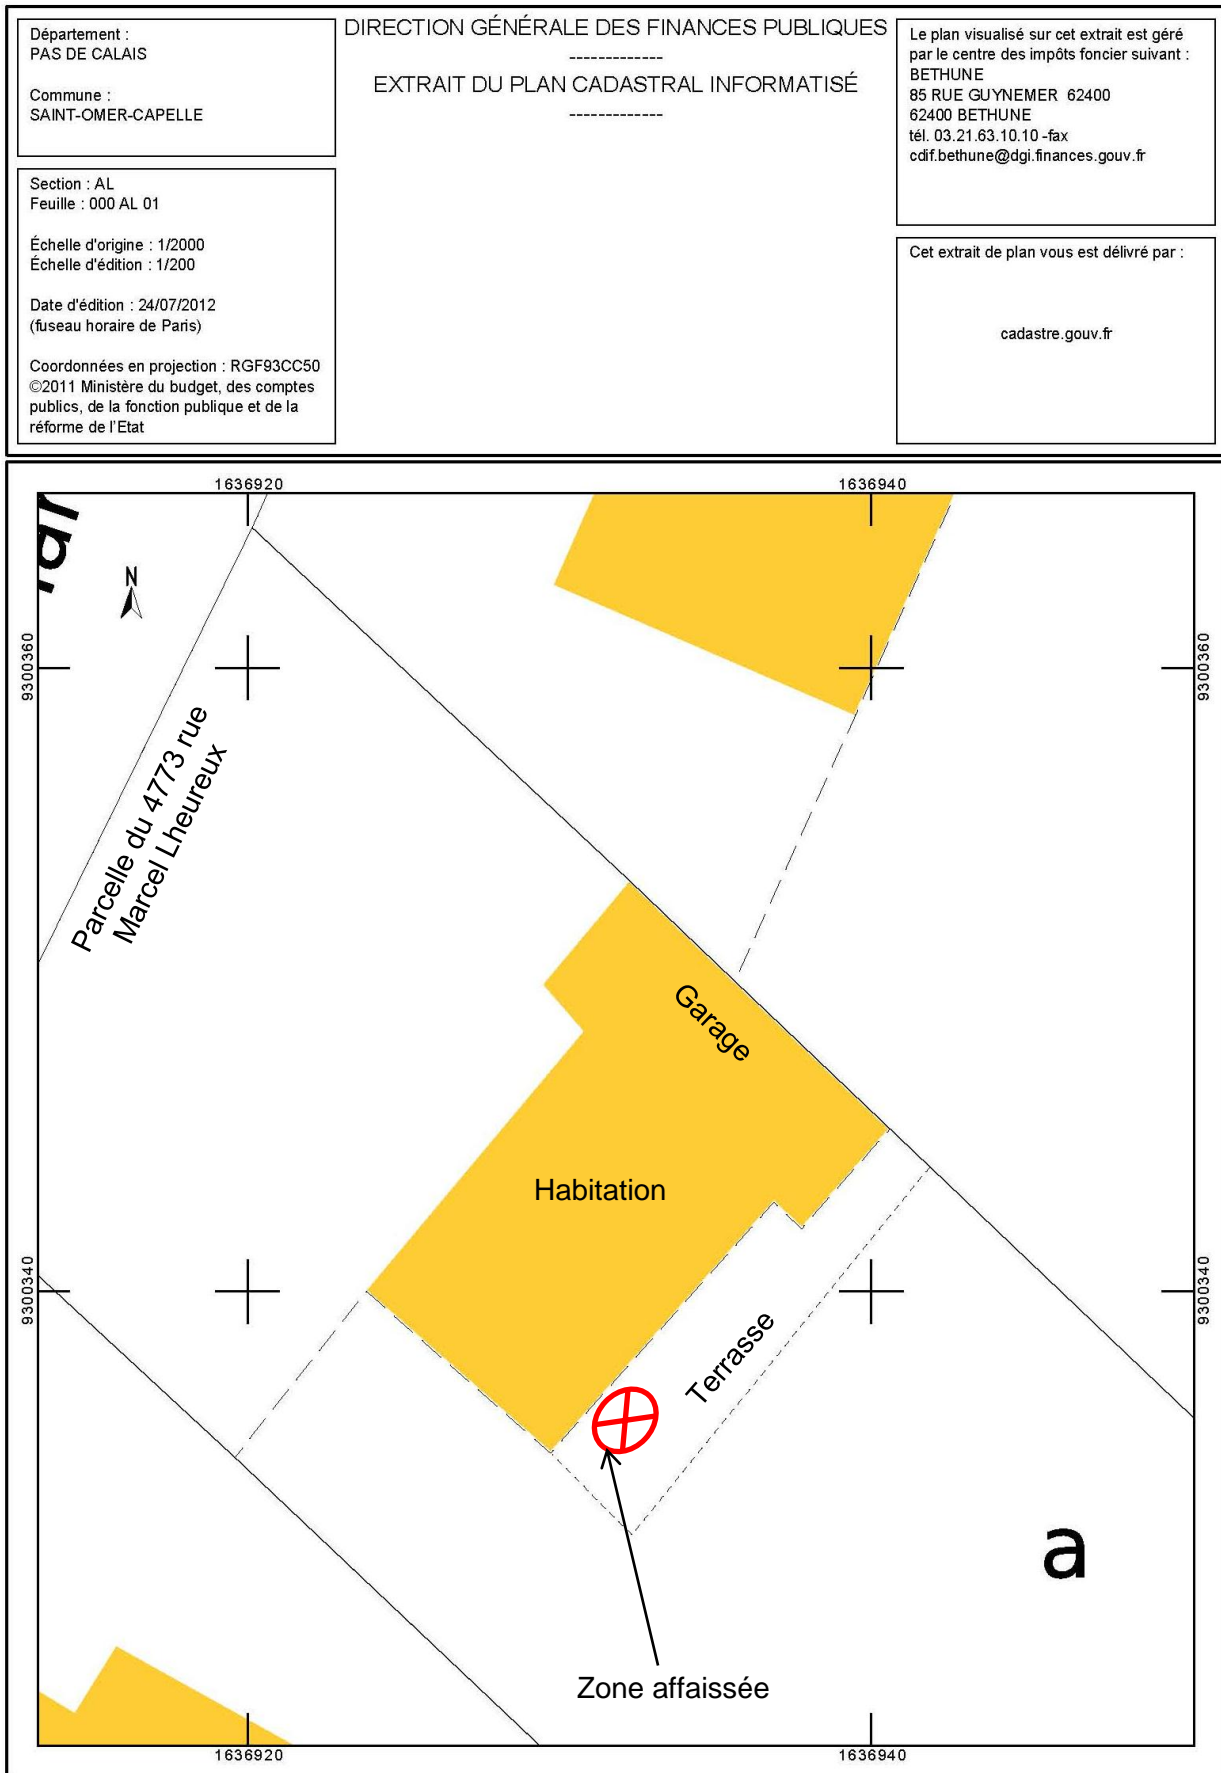 Département :
PAS DE CALAIS
Commune :
SAINT-OMER-CAPELLE
Section : AL
Feuille : 000 AL 01
Échelle d'origine : 1/2000
Échelle d'édition : 1/200
Date d'édition : 24/07/2012
(fuseau horaire de Paris)
Coordonnées en projection : RGF93CC50
©2011 Ministère du budget, des comptes
publics, de la fonction publique et de la
réforme de l'Etat
DIRECTION GÉNÉRALE DES FINANCES PUBLIQUES
-------------
EXTRAIT DU PLAN CADASTRAL INFORMATISÉ
-------------
Le plan visualisé sur cet extrait est géré
par le centre des impôts foncier suivant :
BETHUNE
85 RUE GUYNEMER 62400
62400 BETHUNE
tél. 03.21.63.10.10 -fax
cdif.bethune@dgi.finances.gouv.fr
Cet extrait de plan vous est délivré par :
cadastre.gouv.fr
1636920
1636940
N
9300360
9300360
Parcelle du 4773 rue
Marcel Lheureux
Garage
Habitation
9300340
9300340
Terrasse
a
Zone affaissée
1636920
1636940